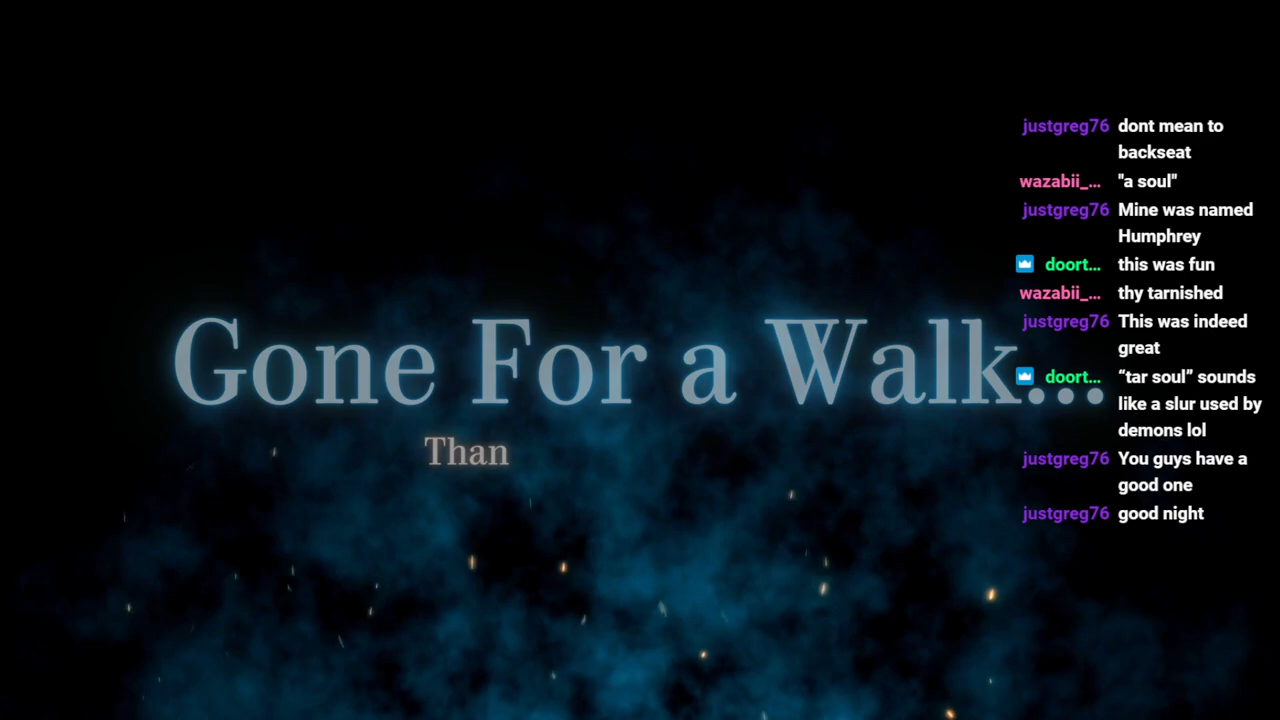 Gone For a Walk...
Than
justgreg76 dont mean to
backseat
wazabii_... "a soul"
justgreg76 Mine was named
Humphrey
doort... this was fun
wazabii_... thy tarnished
justgreg76 This was indeed
great
doort... “tar soul” sounds
like a slur used by
demons lol
justgreg76 You guys have a
good one
justgreg76 good night